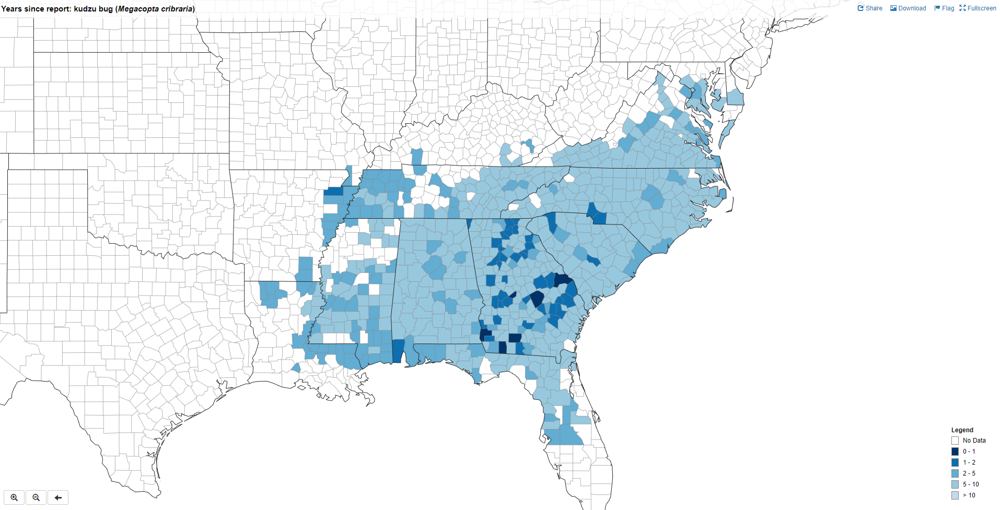 Years since report: kudzu bug (Megacopta cribraria)
Share Download Flag Fullscreen
Legend
No Data
0 - 1
1 - 2
2 - 5
5 - 10
> 10